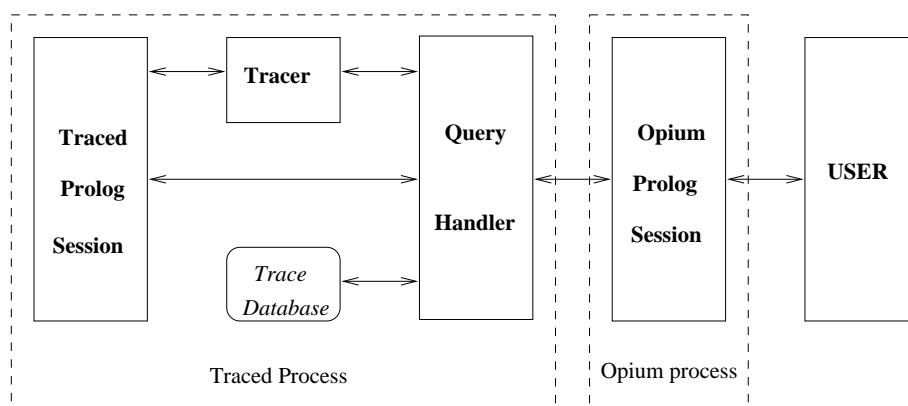 Traced
Prolog
Session
Tracer
Trace
Database
Query
Handler
Traced Process
Opium
Prolog
Session
Opium process
USER